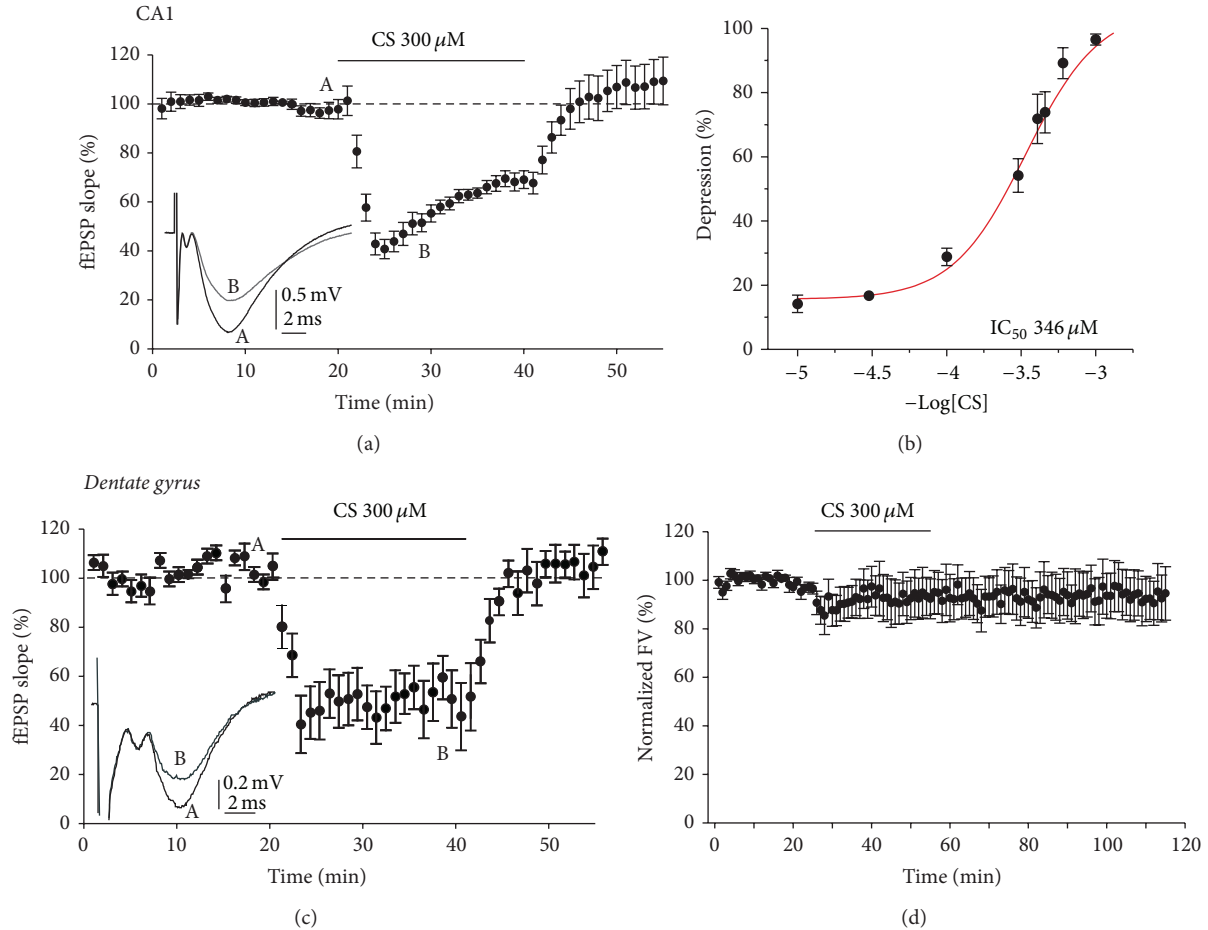 CA1
CS 300 μM
120
100
80
60
40
20
0
fEPSP slope (%)
A
B
B
A
0.5 mV
2 ms
0 10 20 30 40 50
Time (min)
(a)
100
80
60
40
20
0
Depression (%)
IC50 346 μM
−5 −4.5 −4 −3.5 −3
−Log[CS]
(b)
Dentate gyrus
CS 300 μM
120
100
80
60
40
20
0
fEPSP slope (%)
A
B
B
A
0.2 mV
2 ms
0 10 20 30 40 50
Time (min)
(c)
CS 300 μM
120
100
80
60
40
20
0
Normalized FV (%)
0 20 40 60 80 100 120
Time (min)
(d)